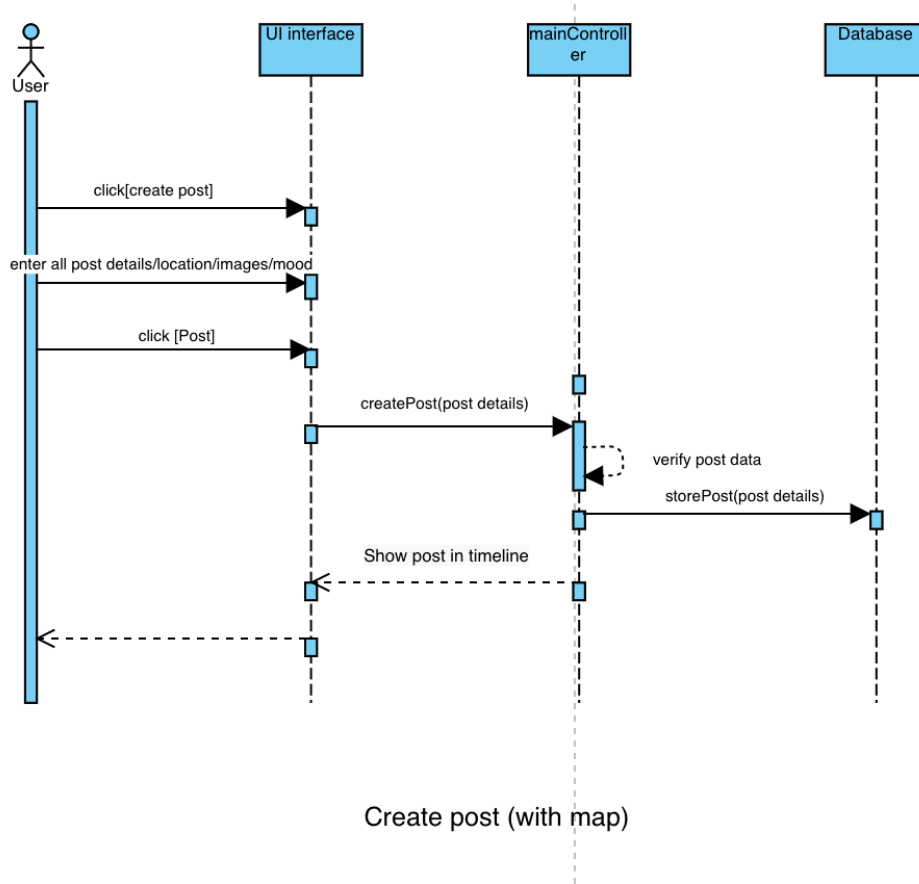 UI interface
mainControll
er
Database
User
click[create post]
enter all post details/location/images/mood
click [Post]
createPost(post details)
verify post data
storePost(post details)
Show post in timeline
Create post (with map)